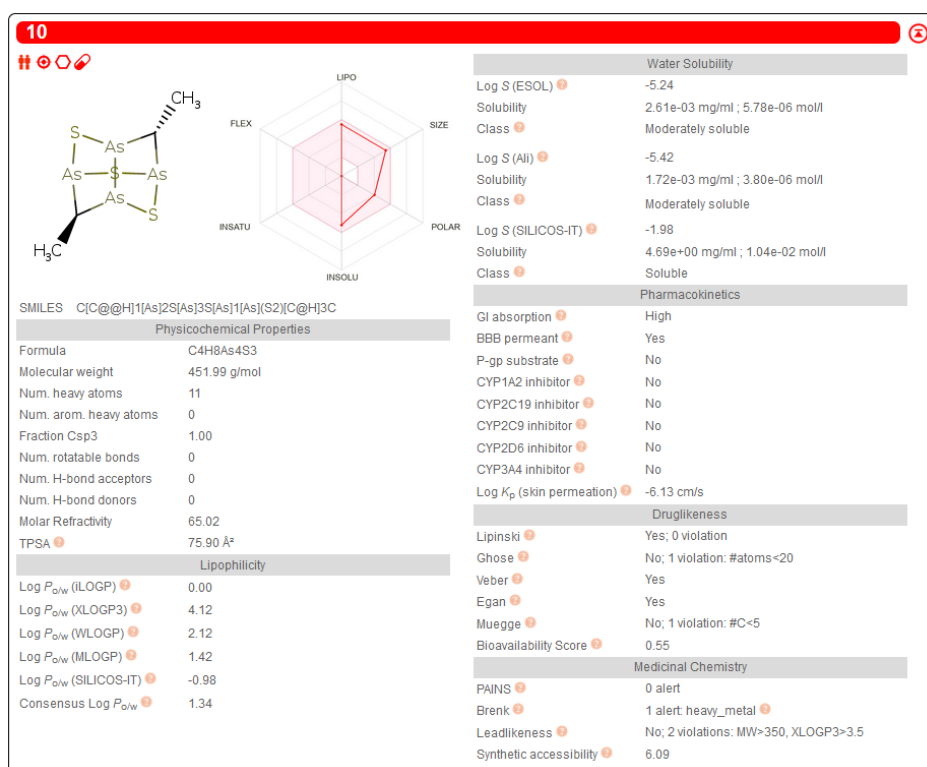 10
LIPO
FLEX
SIZE
INSATU
POLAR
INSOLU
CH3
S
As
As
S
As
As
S
H3C
SMILES C[C@@H]1[As]2S[As]3S[As]1[As](S2)[C@H]3C
Physicochemical Properties
Formula C4H8As4S3
Molecular weight 451.99 g/mol
Num. heavy atoms 11
Num. arom. heavy atoms 0
Fraction Csp3 1.00
Num. rotatable bonds 0
Num. H-bond acceptors 0
Num. H-bond donors 0
Molar Refractivity 65.02
TPSA ? 75.90 Å²
Lipophilicity
Log Po/w (iLOGP) ? 0.00
Log Po/w (XLOGP3) ? 4.12
Log Po/w (WLOGP) ? 2.12
Log Po/w (MLOGP) ? 1.42
Log Po/w (SILICOS-IT) ? -0.98
Consensus Log Po/w ? 1.34
Water Solubility
Log S (ESOL) ? -5.24
Solubility 2.61e-03 mg/ml ; 5.78e-06 mol/l
Class ? Moderately soluble
Log S (Ali) ? -5.42
Solubility 1.72e-03 mg/ml ; 3.80e-06 mol/l
Class ? Moderately soluble
Log S (SILICOS-IT) ? -1.98
Solubility 4.69e+00 mg/ml ; 1.04e-02 mol/l
Class ? Soluble
Pharmacokinetics
GI absorption ? High
BBB permeant ? Yes
P-gp substrate ? No
CYP1A2 inhibitor ? No
CYP2C19 inhibitor ? No
CYP2C9 inhibitor ? No
CYP2D6 inhibitor ? No
CYP3A4 inhibitor ? No
Log Kp (skin permeation) ? -6.13 cm/s
Druglikeness
Lipinski ? Yes; 0 violation
Ghose ? No; 1 violation: #atoms<20
Veber ? Yes
Egan ? Yes
Muegge ? No; 1 violation: #C<5
Bioavailability Score ? 0.55
Medicinal Chemistry
PAINS ? 0 alert
Brenk ? 1 alert: heavy_metal ?
Leadlikeness ? No; 2 violations: MW>350, XLOGP3>3.5
Synthetic accessibility ? 6.09